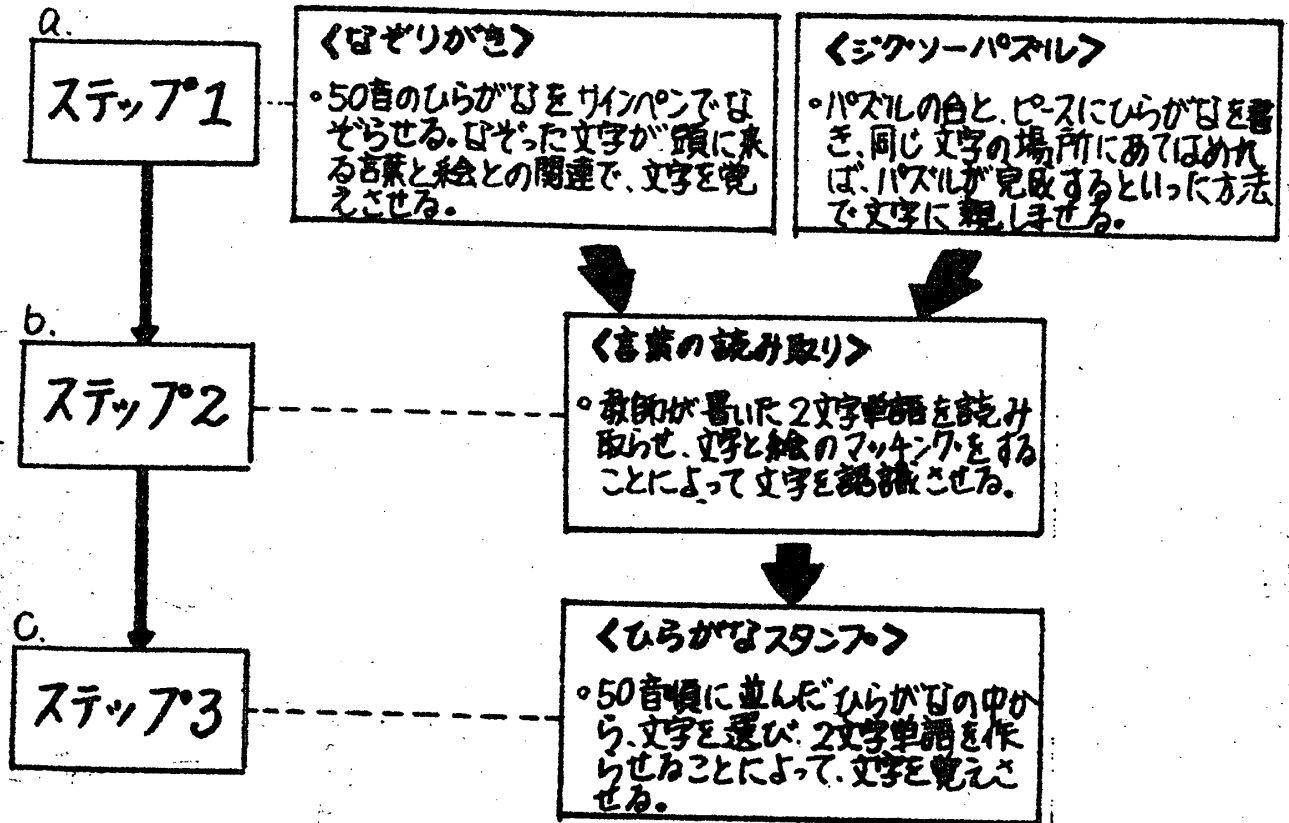 a.
ステップ1
〈なぞりがき〉
◦50音のひらがなをサインペンでな
ぞらせる。なぞった文字が頭に来
る言葉と絵との関連で、文字を覚
えさせる。
〈ジグソーパズル〉
◦パズルの台と、ピースにひらがなを書
き、同じ文字の場所にあてはめれ
ば、パズルが完成するといった方法
で文字に親しませる。
b.
ステップ2
〈言葉の読み取り〉
◦教師が書いた2文字単語を読み
取らせ、文字と絵のマッチングをする
ことによって文字を認識させる。
C.
ステップ3
〈ひらがなスタンプ〉
◦50音順に並んだひらがなの中か
ら、文字を選び、2文字単語を作
らせることによって、文字を覚えさ
せる。